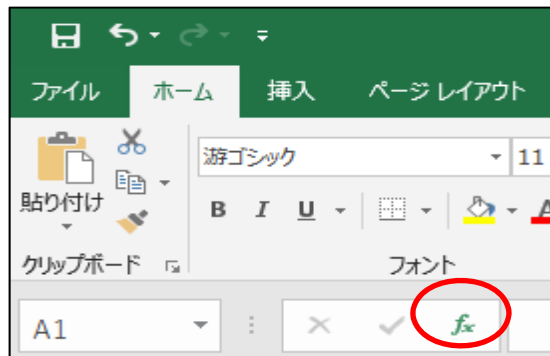 ファイル ホーム 挿入 ページ レイアウト
游ゴシック 11
貼り付け B I U A
クリップボード フォント
A1 fx